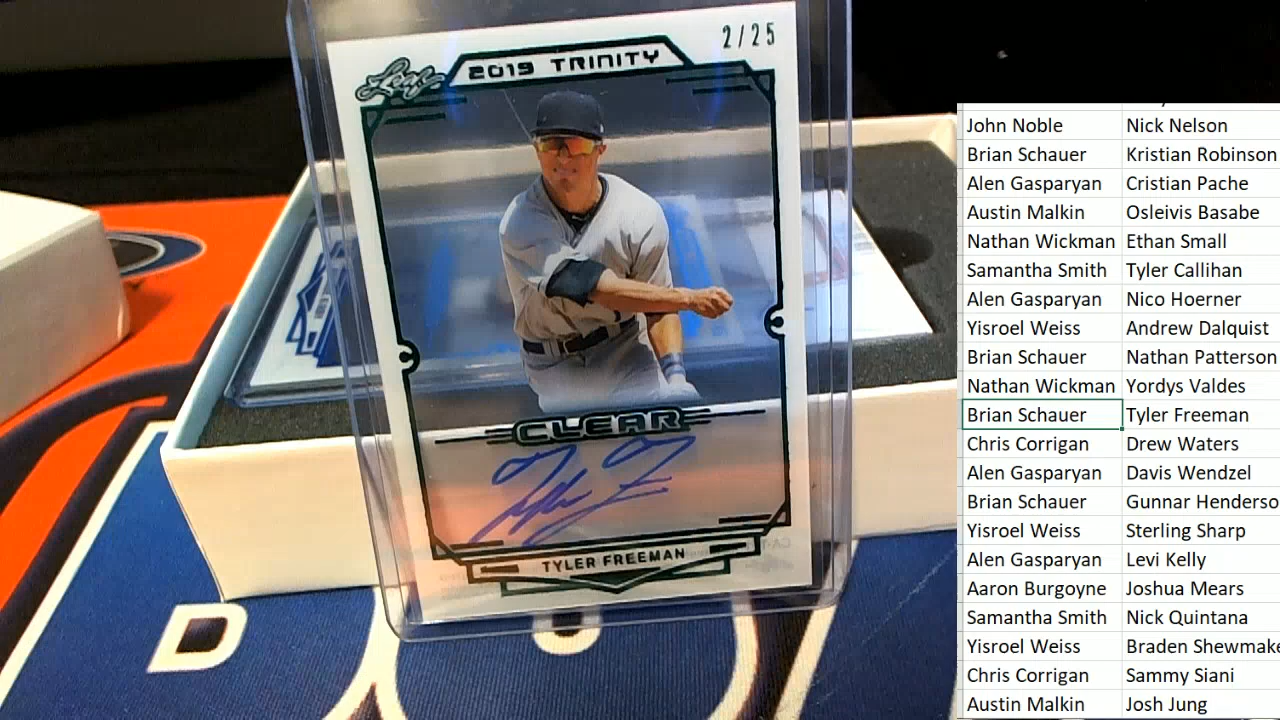 2/25
Leaf
2019 TRINITY
CLEAR
TYLER FREEMAN
D
John Noble Nick Nelson
Brian Schauer Kristian Robinson
Alen Gasparyan Cristian Pache
Austin Malkin Osleivis Basabe
Nathan Wickman Ethan Small
Samantha Smith Tyler Callihan
Alen Gasparyan Nico Hoerner
Yisroel Weiss Andrew Dalquist
Brian Schauer Nathan Patterson
Nathan Wickman Yordys Valdes
Brian Schauer Tyler Freeman
Chris Corrigan Drew Waters
Alen Gasparyan Davis Wendzel
Brian Schauer Gunnar Henderso
Yisroel Weiss Sterling Sharp
Alen Gasparyan Levi Kelly
Aaron Burgoyne Joshua Mears
Samantha Smith Nick Quintana
Yisroel Weiss Braden Shewmake
Chris Corrigan Sammy Siani
Austin Malkin Josh Jung